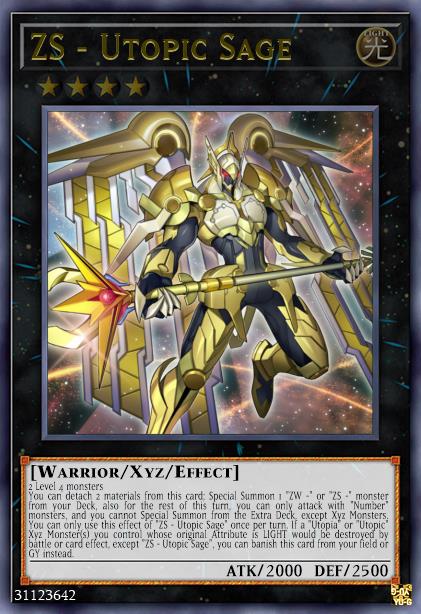 ZS - Utopic Sage
LIGHT
光
[Warrior/Xyz/Effect]
2 Level 4 monsters
You can detach 2 materials from this card; Special Summon 1 "ZW -" or "ZS -" monster
from your Deck, also for the rest of this turn, you can only attack with "Number"
monsters, and you cannot Special Summon from the Extra Deck, except Xyz Monsters.
You can only use this effect of "ZS - Utopic Sage" once per turn. If a "Utopia" or "Utopic"
Xyz Monster(s) you control whose original Attribute is LIGHT would be destroyed by
battle or card effect, except "ZS - Utopic Sage", you can banish this card from your field or
GY instead.
ATK/2000 DEF/2500
31123642